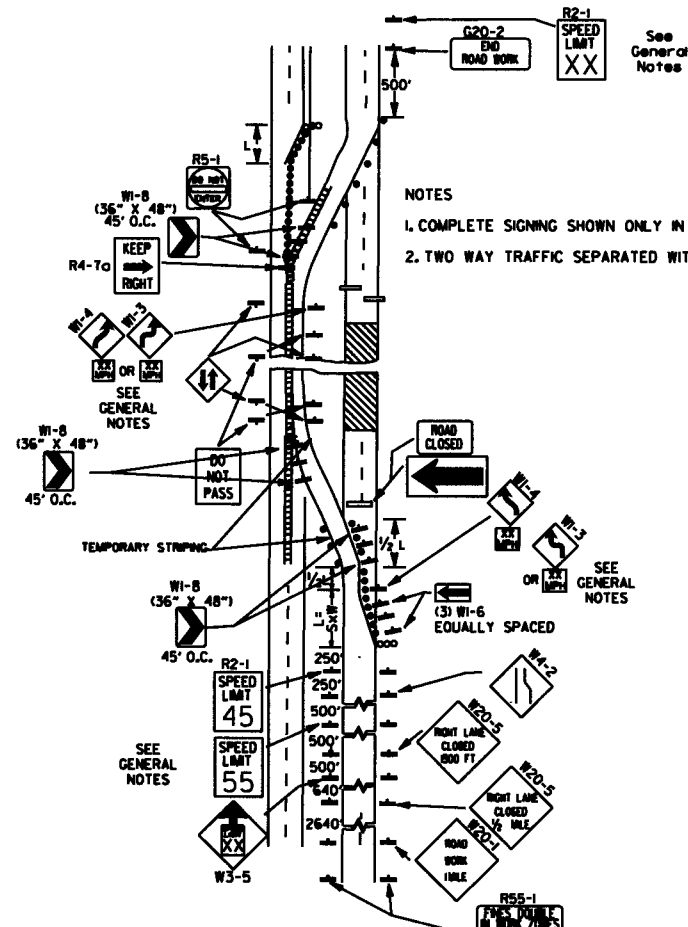 R2-1
SPEED
LIMIT
XX
See
General
Notes
G20-2
END
ROAD WORK
500'
L
R5-1
DO NOT
ENTER
W1-8
(36" X 48")
45' O.C.
KEEP
RIGHT
R4-7a
NOTES
1. COMPLETE SIGNING SHOWN ONLY IN
2. TWO WAY TRAFFIC SEPARATED WIT
W1-4
W1-3
XX
MPH
OR
XX
MPH
SEE
GENERAL
NOTES
W1-8
(36" X 48")
45' O.C.
DO
NOT
PASS
ROAD
CLOSED
TEMPORARY STRIPING
1/2 L
W1-4
XX
MPH
W1-3
OR
XX
MPH
SEE
GENERAL
NOTES
1/2 L
L=
SxW
W1-8
(36" X 48")
45' O.C.
(3) W1-6
EQUALLY SPACED
250'
R2-1
SPEED
LIMIT
45
250'
W4-2
500'
W20-5
RIGHT LANE
CLOSED
1500 FT
SEE
GENERAL
NOTES
SPEED
LIMIT
55
500'
500'
640'
W20-5
RIGHT LANE
CLOSED
1/2 MILE
XX
W3-5
2640'
W20-1
ROAD
WORK
1 MILE
R55-1
FINES DOUBLE
IN WORK ZONES